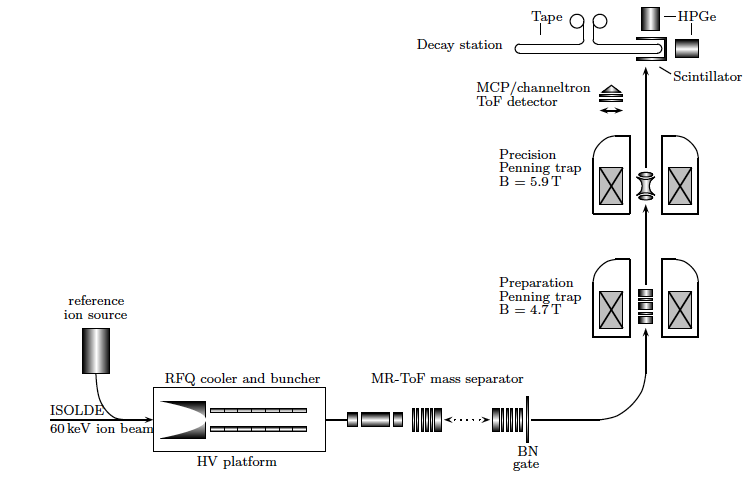 Tape
HPGe
Decay station
Scintillator
MCP/channeltron
ToF detector
Precision
Penning trap
B = 5.9 T
Preparation
Penning trap
B = 4.7 T
reference
ion source
RFQ cooler and buncher
MR-ToF mass separator
ISOLDE
60 keV ion beam
HV platform
BN
gate